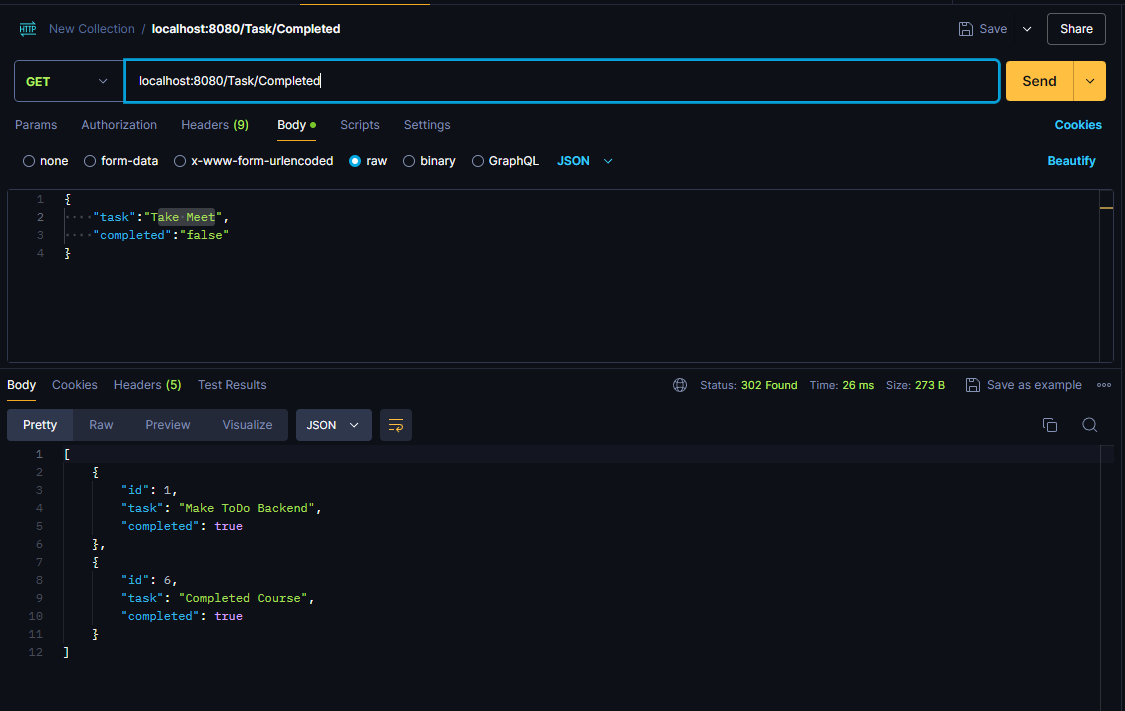 HTTP New Collection / localhost:8080/Task/Completed Save Share
GET localhost:8080/Task/Completed Send
Params Authorization Headers (9) Body Scripts Settings Cookies
none form-data x-www-form-urlencoded raw binary GraphQL JSON Beautify
1 {
2 ····"task":"Take·Meet",
3 ····"completed":"false"
4 }
Body Cookies Headers (5) Test Results Status: 302 Found Time: 26 ms Size: 273 B Save as example
Pretty Raw Preview Visualize JSON
1 [
2 {
3 "id": 1,
4 "task": "Make ToDo Backend",
5 "completed": true
6 },
7 {
8 "id": 6,
9 "task": "Completed Course",
10 "completed": true
11 }
12 ]